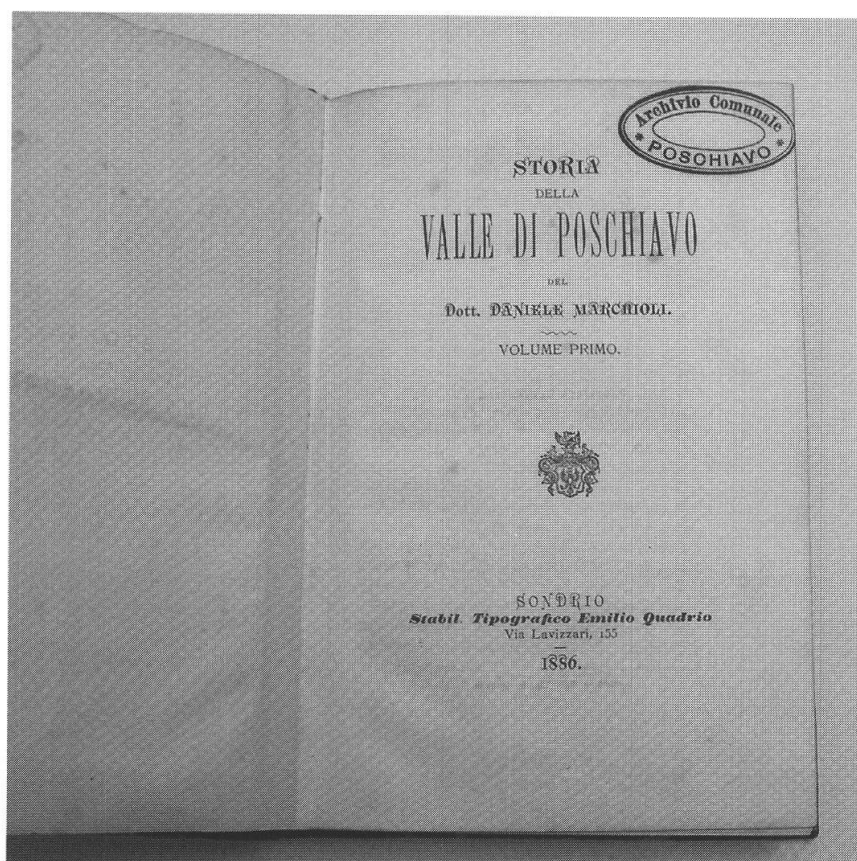 Archivio Comunale
* POSCHIAVO *
STORIA
DELLA
VALLE DI POSCHIAVO
DEL
Dott. DANIELE MARCHIOLI.
VOLUME PRIMO.
SONDRIO
Stabil. Tipografico Emilio Quadrio
Via Lavizzari, 155
1886.